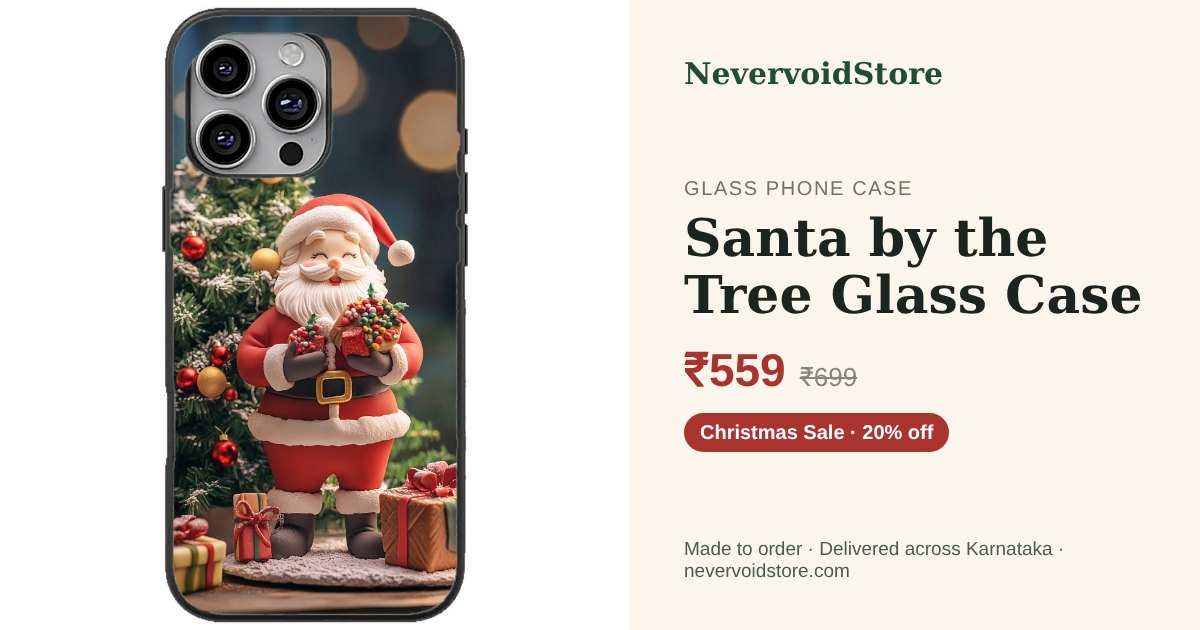 NevervoidStore
GLASS PHONE CASE
Santa by the
Tree Glass Case
₹559 ₹699
Christmas Sale · 20% off
Made to order · Delivered across Karnataka ·
nevervoidstore.com